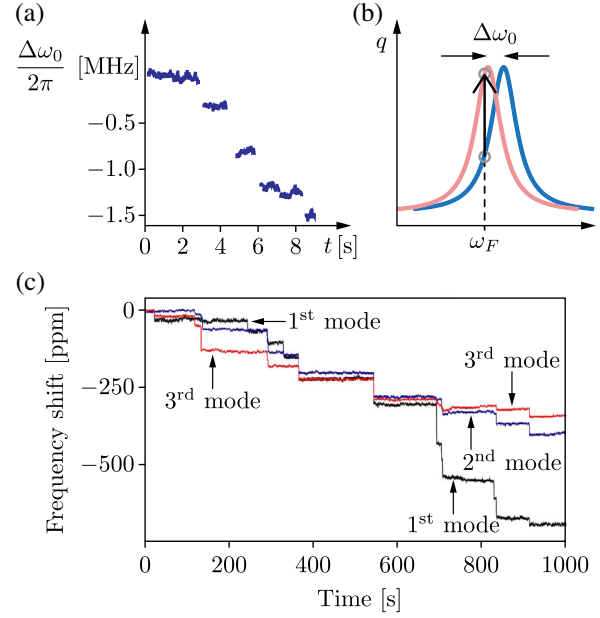 (a)
Δω₀
2π
[MHz]
−0.5
−1.0
−1.5
0
2
4
6
8
t [s]
(b)
q
Δω₀
ω_F
(c)
Frequency shift [ppm]
0
−250
−500
1st mode
3rd mode
3rd mode
2nd mode
1st mode
0
200
400
600
800
1000
Time [s]